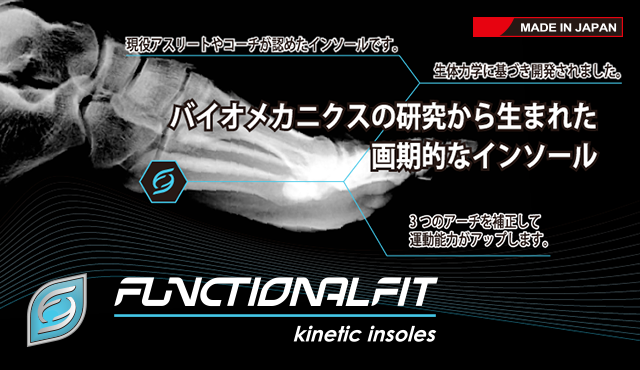 MADE IN JAPAN
現役アスリートやコーチが認めたインソールです。
生体力学に基づき開発されました。
バイオメカニクスの研究から生まれた
画期的なインソール
3つのアーチを補正して
運動能力がアップします。
FUNCTIONALFIT
kinetic insoles